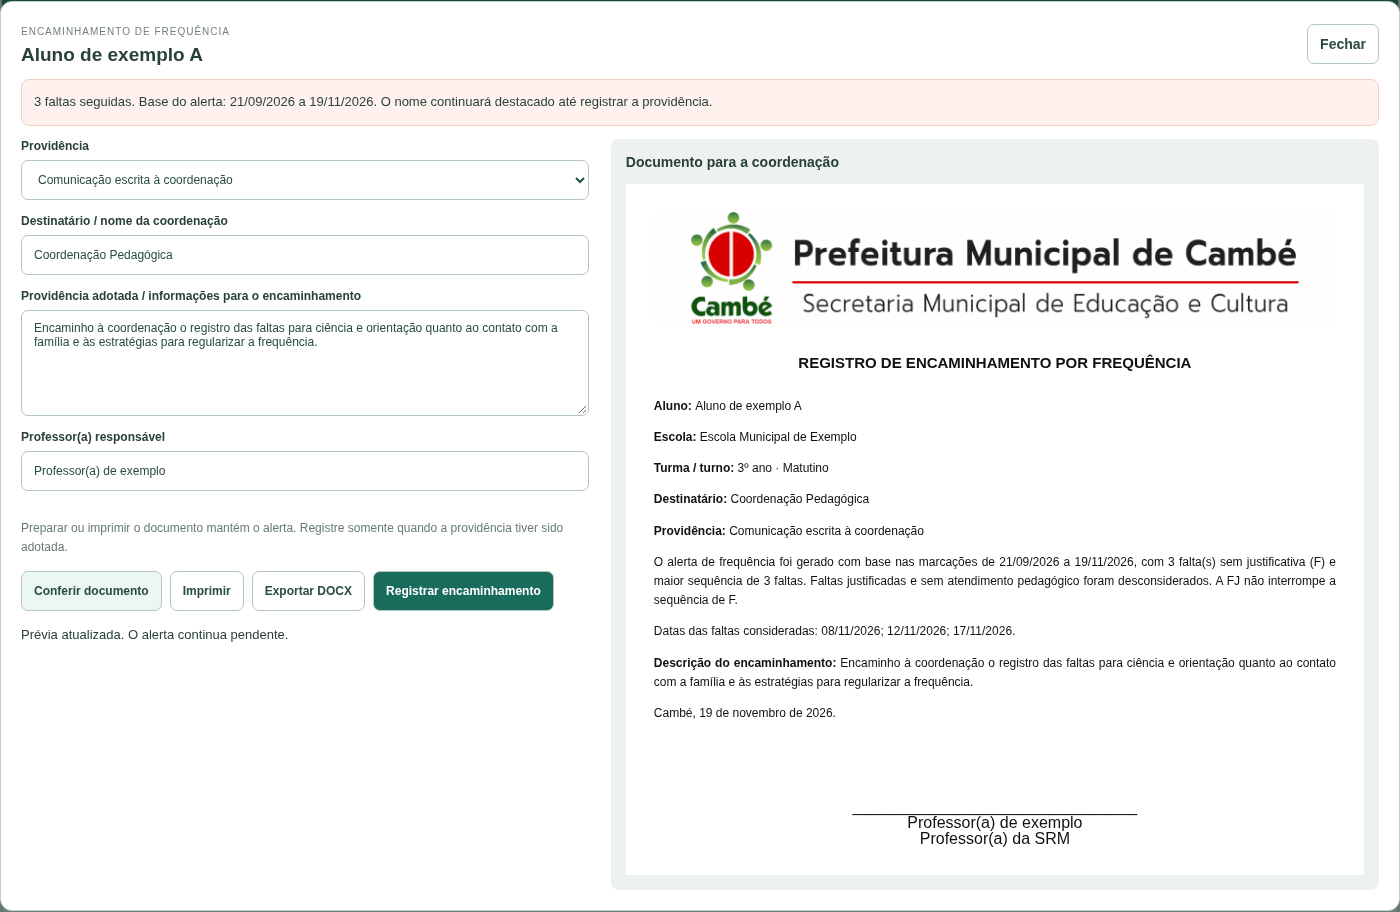 ENCAMINHAMENTO DE FREQUÊNCIA
Aluno de exemplo A
Fechar
3 faltas seguidas. Base do alerta: 21/09/2026 a 19/11/2026. O nome continuará destacado até registrar a providência.
Providência
Comunicação escrita à coordenação
Destinatário / nome da coordenação
Coordenação Pedagógica
Providência adotada / informações para o encaminhamento
Encaminho à coordenação o registro das faltas para ciência e orientação quanto ao contato com a
família e às estratégias para regularizar a frequência.
Professor(a) responsável
Professor(a) de exemplo
Preparar ou imprimir o documento mantém o alerta. Registre somente quando a providência tiver sido
adotada.
Conferir documento
Imprimir
Exportar DOCX
Registrar encaminhamento
Prévia atualizada. O alerta continua pendente.
Documento para a coordenação
Cambé
UM GOVERNO PARA TODOS
Prefeitura Municipal de Cambé
Secretaria Municipal de Educação e Cultura
REGISTRO DE ENCAMINHAMENTO POR FREQUÊNCIA
Aluno: Aluno de exemplo A
Escola: Escola Municipal de Exemplo
Turma / turno: 3º ano · Matutino
Destinatário: Coordenação Pedagógica
Providência: Comunicação escrita à coordenação
O alerta de frequência foi gerado com base nas marcações de 21/09/2026 a 19/11/2026, com 3 falta(s) sem justificativa (F) e
maior sequência de 3 faltas. Faltas justificadas e sem atendimento pedagógico foram desconsiderados. A FJ não interrompe a
sequência de F.
Datas das faltas consideradas: 08/11/2026; 12/11/2026; 17/11/2026.
Descrição do encaminhamento: Encaminho à coordenação o registro das faltas para ciência e orientação quanto ao contato
com a família e às estratégias para regularizar a frequência.
Cambé, 19 de novembro de 2026.
Professor(a) de exemplo
Professor(a) da SRM